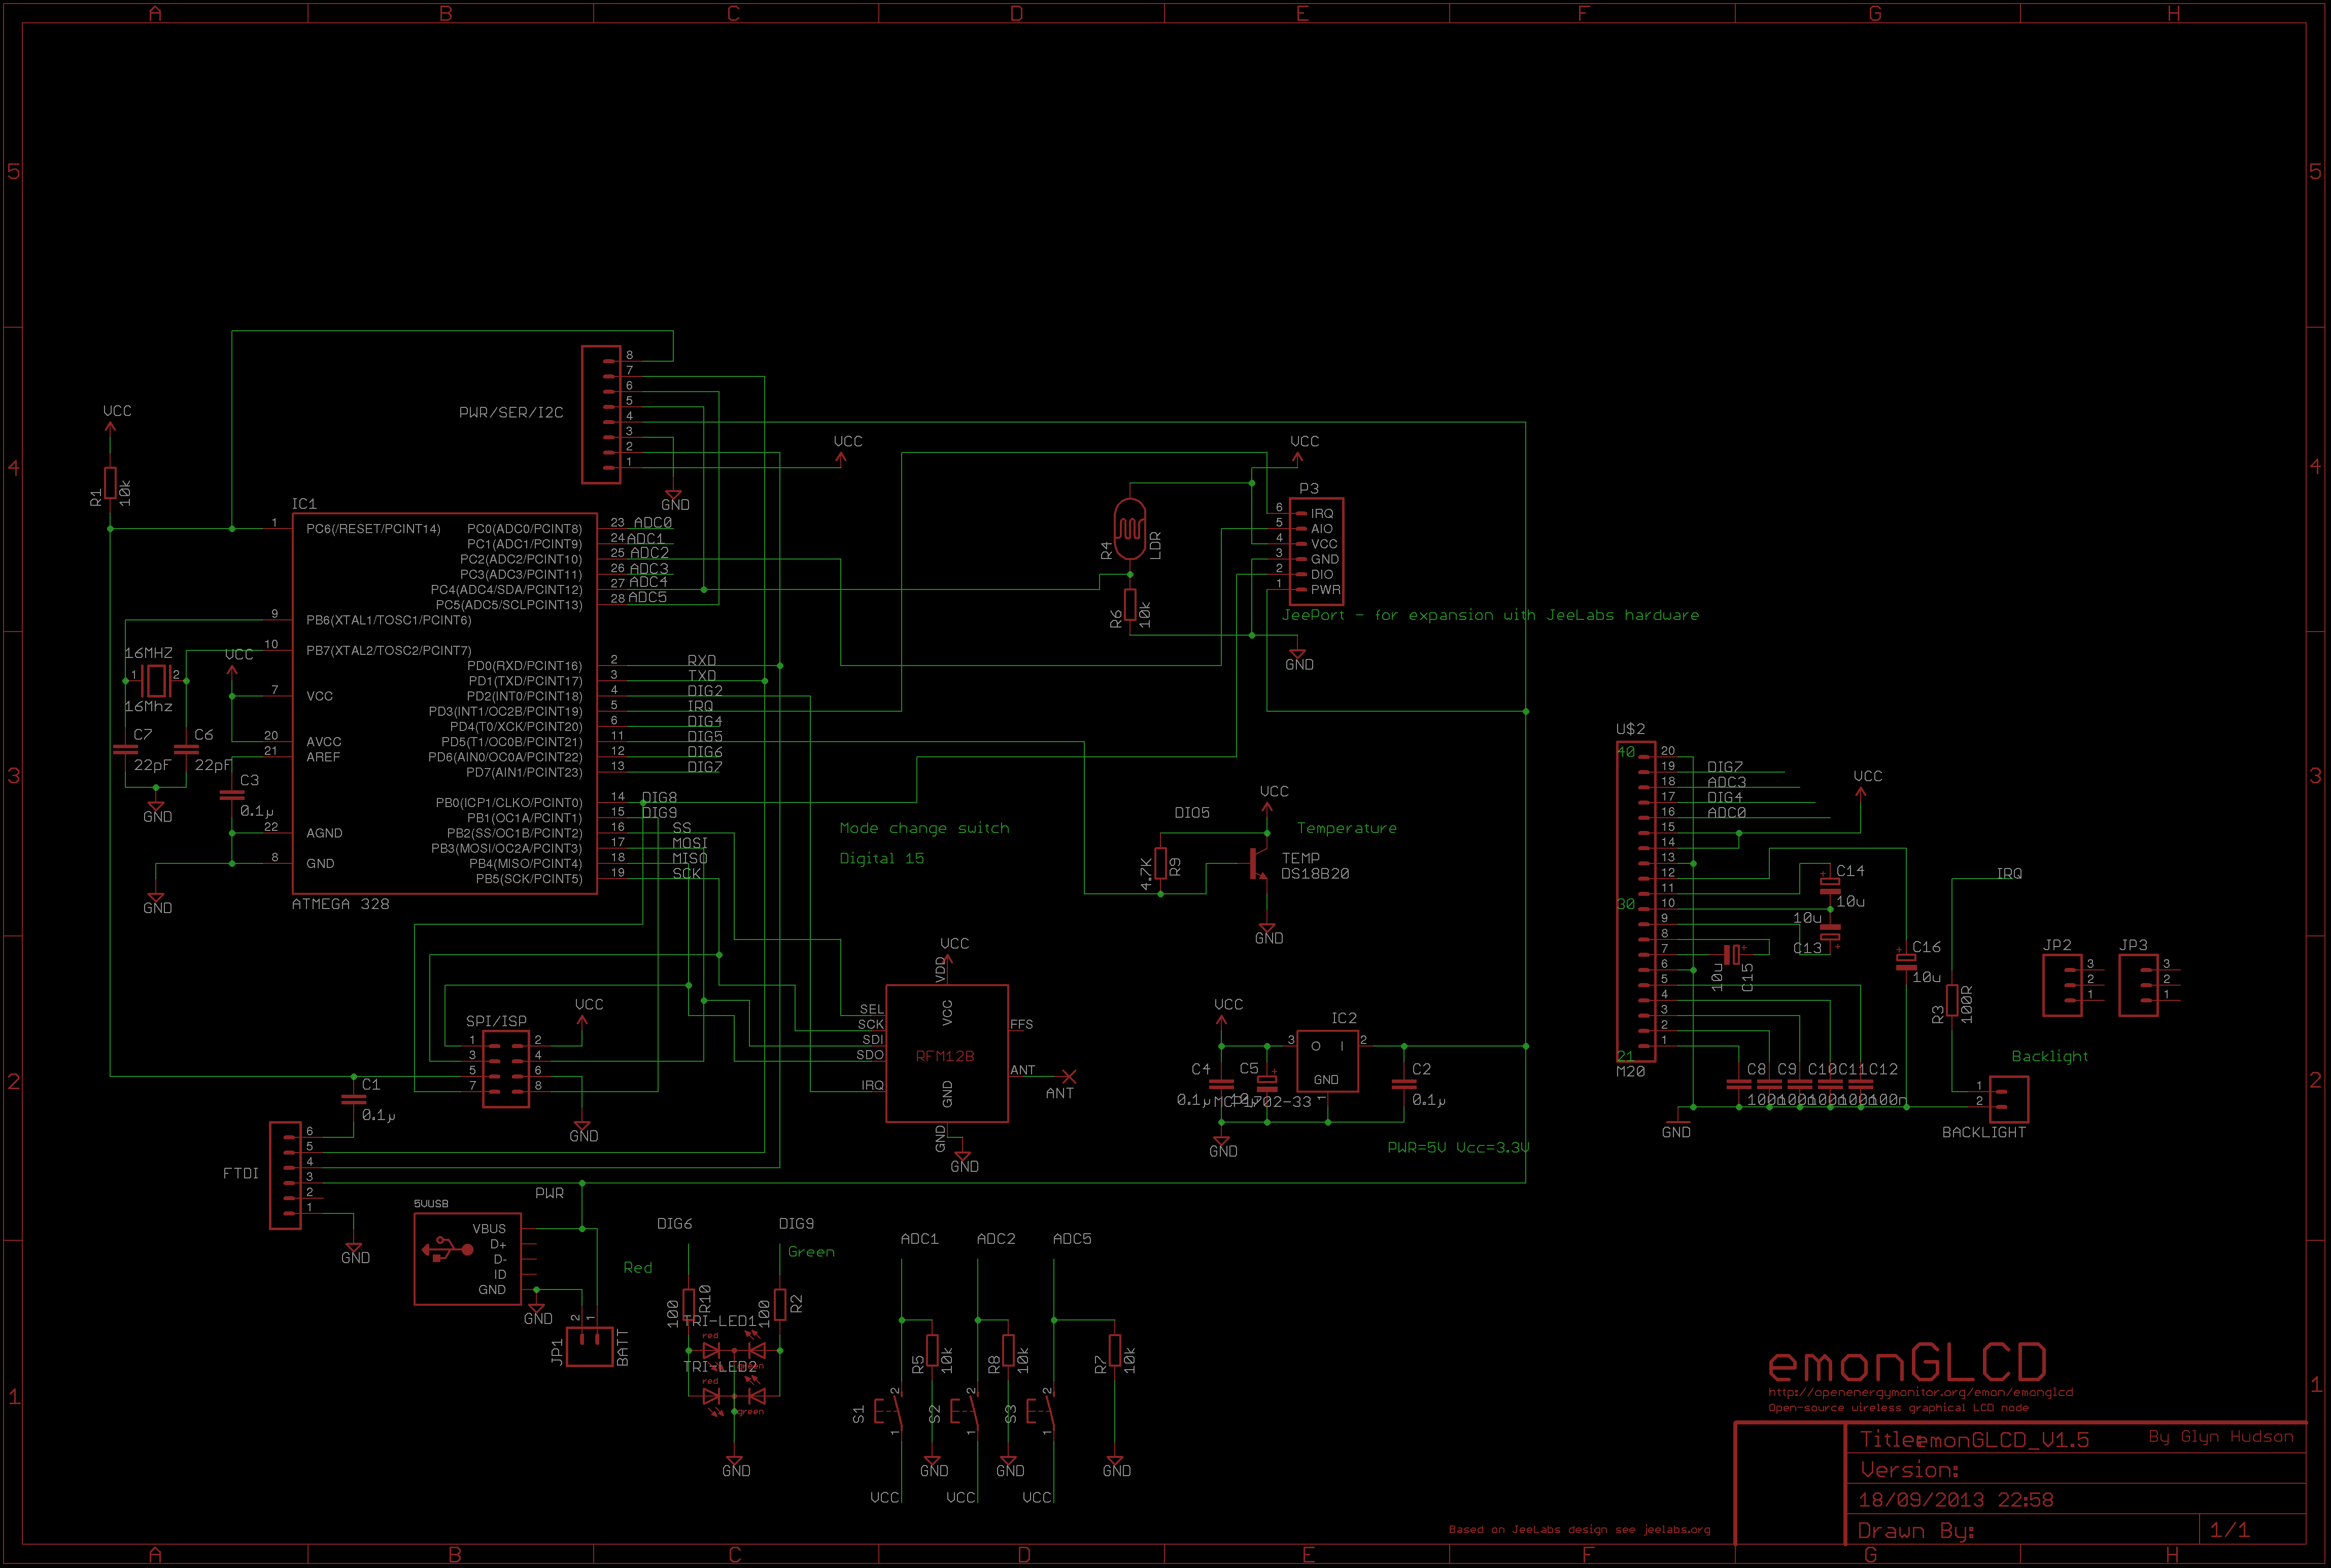 A B C D E F G H
5 5
4 4
3 3
2 2
1 1
PWR/SER/I2C
8
7
6
5
4
3
2
1
VCC
GND
VCC
R1
10k
IC1
1 PC6(/RESET/PCINT14)
9 PB6(XTAL1/TOSC1/PCINT6)
10 PB7(XTAL2/TOSC2/PCINT7)
7 VCC
20 AVCC
21 AREF
22 AGND
8 GND
PC0(ADC0/PCINT8) 23 ADC0
PC1(ADC1/PCINT9) 24 ADC1
PC2(ADC2/PCINT10) 25 ADC2
PC3(ADC3/PCINT11) 26 ADC3
PC4(ADC4/SDA/PCINT12) 27 ADC4
PC5(ADC5/SCLPCINT13) 28 ADC5
PD0(RXD/PCINT16) 2 RXD
PD1(TXD/PCINT17) 3 TXD
PD2(INT0/PCINT18) 4 DIG2
PD3(INT1/OC2B/PCINT19) 5 IRQ
PD4(T0/XCK/PCINT20) 6 DIG4
PD5(T1/OC0B/PCINT21) 11 DIG5
PD6(AIN0/OC0A/PCINT22) 12 DIG6
PD7(AIN1/PCINT23) 13 DIG7
PB0(ICP1/CLKO/PCINT0) 14 DIG8
PB1(OC1A/PCINT1) 15 DIG9
PB2(SS/OC1B/PCINT2) 16 SS
PB3(MOSI/OC2A/PCINT3) 17 MOSI
PB4(MISO/PCINT4) 18 MISO
PB5(SCK/PCINT5) 19 SCK
ATMEGA 328
16MHZ
1 2
16Mhz
VCC
C7
22pF
C6
22pF
GND
C3
0.1µ
GND
R4
LDR
R6
10k
VCC
P3
6 IRQ
5 AIO
4 VCC
3 GND
2 DIO
1 PWR
JeePort - for expansion with JeeLabs hardware
GND
Mode change switch
Digital 15
DIO5
VCC
Temperature
4.7K
R9
TEMP
DS18B20
GND
SPI/ISP
1 2
3 4
5 6
7 8
VCC
GND
C1
0.1µ
VCC
VDD
SEL
SCK
SDI
SDO
IRQ
VCC
RFM12B
GND
FFS
ANT
ANT
GND
GND
VCC
C4
0.1µ
C5
10µ
IC2
3 O I 2
GND
1
MCP1702-33
C2
0.1µ
GND
PWR=5V Vcc=3.3V
FTDI
6
5
4
3
2
1
GND
PWR
5VUSB
VBUS
D+
D-
ID
GND
GND
2 1
JP1
BATT
DIG6
DIG9
Red
Green
100
R10
100
R2
TRI-LED1
red
green
TRI-LED2
red
green
GND
ADC1
ADC2
ADC5
R5
10k
R8
10k
R7
10k
S1
2
1
S2
2
1
S3
2
1
GND
GND
GND
VCC
VCC
VCC
U$2
40
30
21
20
19 DIG7
18 ADC3
17 DIG4
16 ADC0
15
14
13
12
11
10
9
8
7
6
5
4
3
2
1
M20
VCC
C14
10u
10u
C13
10u
C15
C16
10u
C8 C9 C10 C11 C12
100n 100n 100n 100n 100n
GND
IRQ
R3
100R
Backlight
1
2
BACKLIGHT
JP2
3
2
1
JP3
3
2
1
emonGLCD
http://openenergymonitor.org/emon/emonglcd
Open-source wireless graphical LCD node
Title: emonGLCD_V1.5
By Glyn Hudson
Version:
18/09/2013 22:58
Drawn By:
1/1
Based on JeeLabs design see jeelabs.org
A B C D E F G H